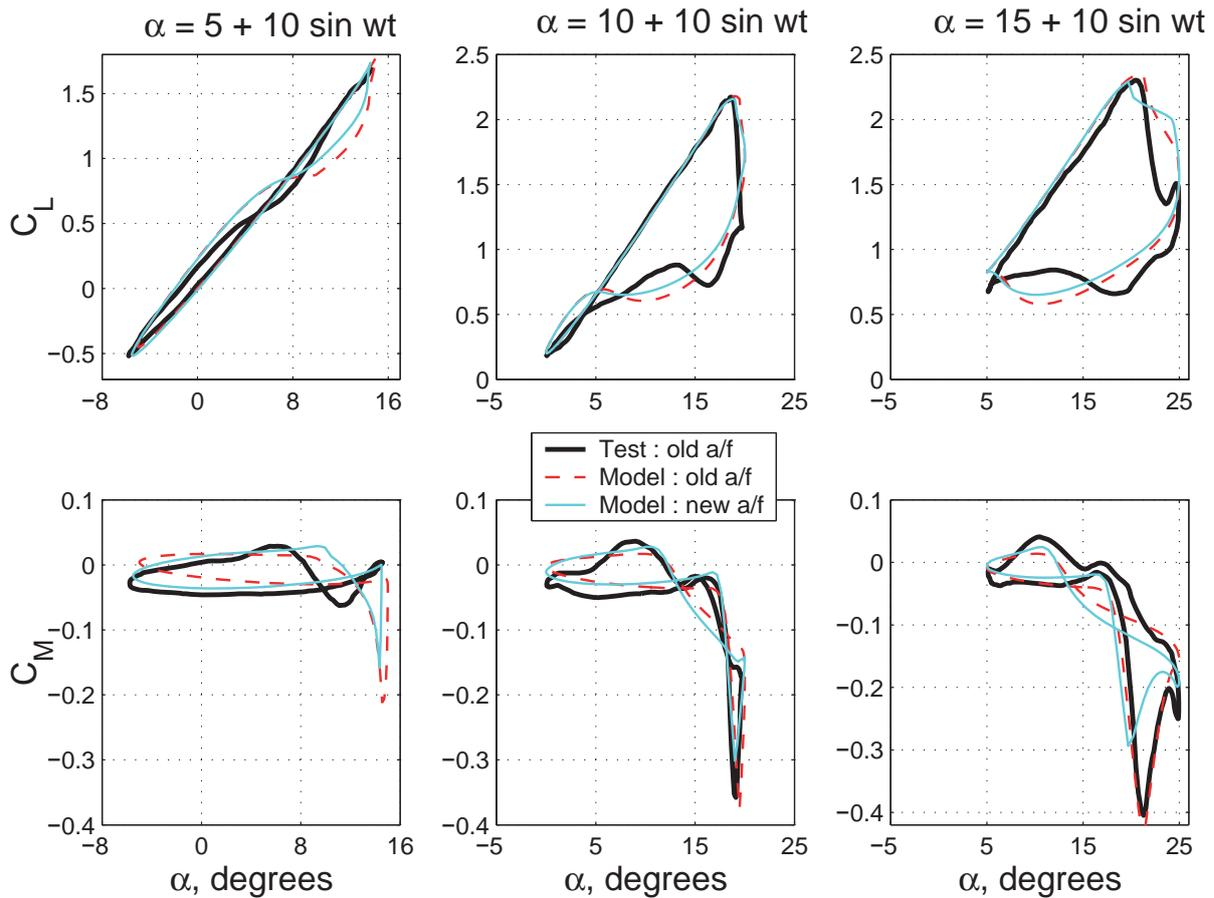 α = 5 + 10 sin wt
α = 10 + 10 sin wt
α = 15 + 10 sin wt
C_L
1.5
1
0.5
0
−0.5
−8 0 8 16
2.5
2
1.5
1
0.5
0
−5 5 15 25
2.5
2
1.5
1
0.5
0
−5 5 15 25
Test : old a/f
Model : old a/f
Model : new a/f
C_M
0.1
0
−0.1
−0.2
−0.3
−0.4
−8 0 8 16
α, degrees
0.1
0
−0.1
−0.2
−0.3
−0.4
−5 5 15 25
α, degrees
0.1
0
−0.1
−0.2
−0.3
−0.4
−5 5 15 25
α, degrees